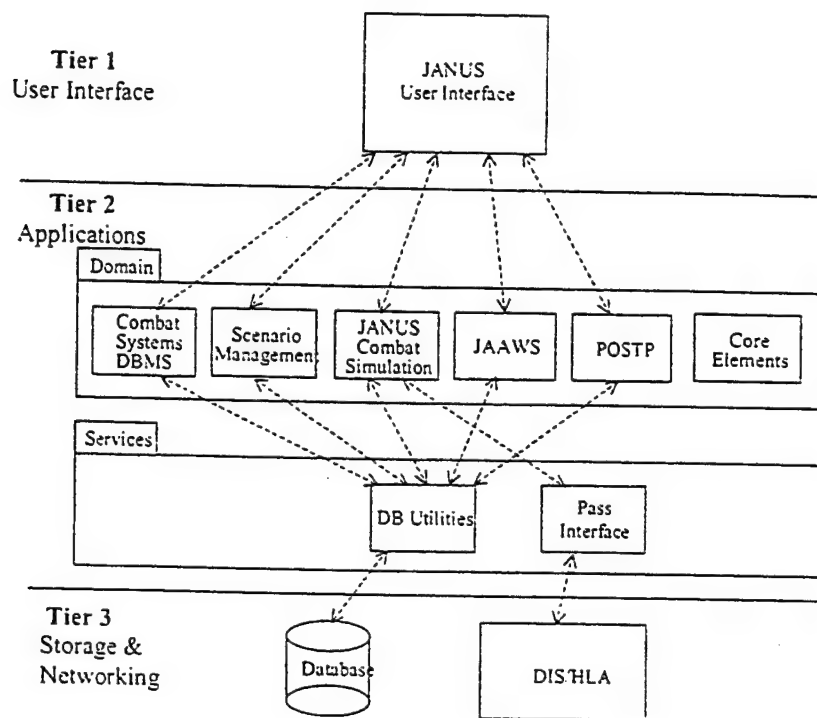 Tier 1
User Interface
JANUS
User Interface
Tier 2
Applications
Domain
Combat
Systems
DBMS
Scenario
Management
JANUS
Combat
Simulation
JAAWS
POSTP
Core
Elements
Services
DB Utilities
Pass
Interface
Tier 3
Storage &
Networking
Database
DIS/HLA